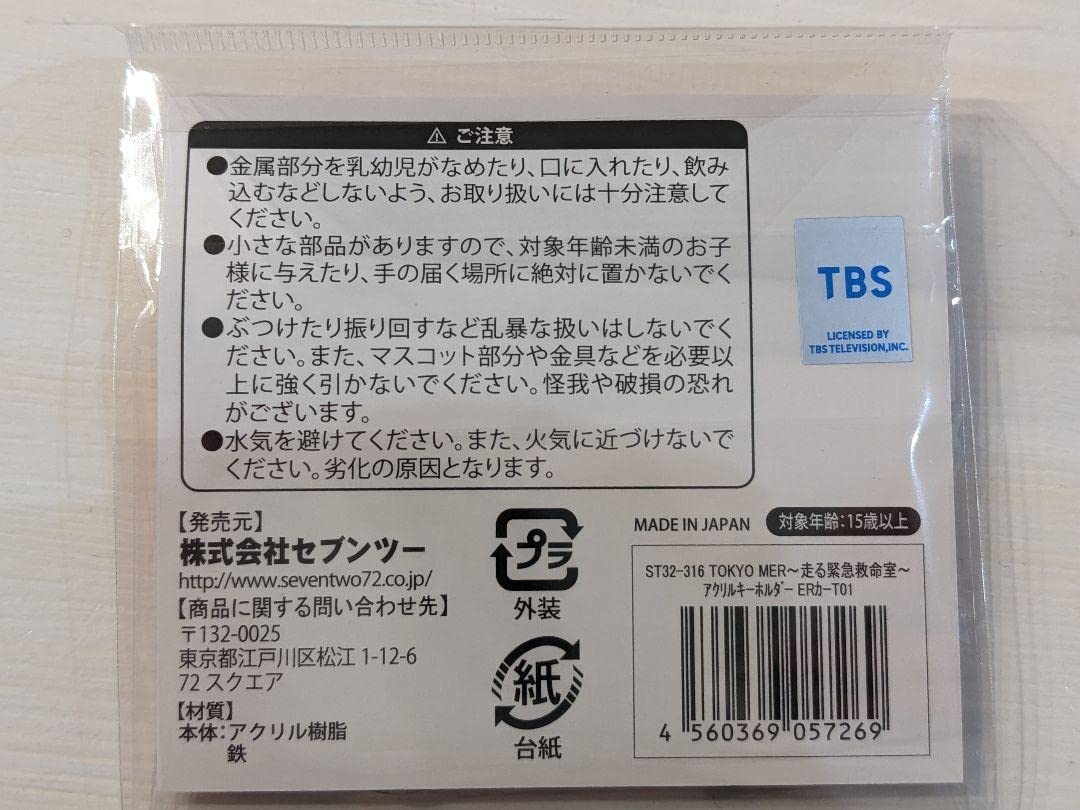 ⚠ ご注意
●金属部分を乳幼児がなめたり、口に入れたり、飲み
込むなどしないよう、お取り扱いには十分注意して
ください。
●小さな部品がありますので、対象年齢未満のお子
様に与えたり、手の届く場所に絶対に置かないでく
ださい。
●ぶつけたり振り回すなど乱暴な扱いはしないでく
ださい。また、マスコット部分や金具などを必要以
上に強く引かないでください。怪我や破損の恐れ
がございます。
●水気を避けてください。また、火気に近づけないで
ください。劣化の原因となります。
TBS
LICENSED BY
TBS TELEVISION,INC.
【発売元】
株式会社セブンツー
http://www.seventwo72.co.jp/
【商品に関する問い合わせ先】
〒132-0025
東京都江戸川区松江 1-12-6
72 スクエア
【材質】
本体：アクリル樹脂
鉄
プラ
外装
紙
台紙
MADE IN JAPAN 対象年齢：15歳以上
ST32-316 TOKYO MER～走る緊急救命室～
アクリルキーホルダー ERカーT01
4 560369 057269